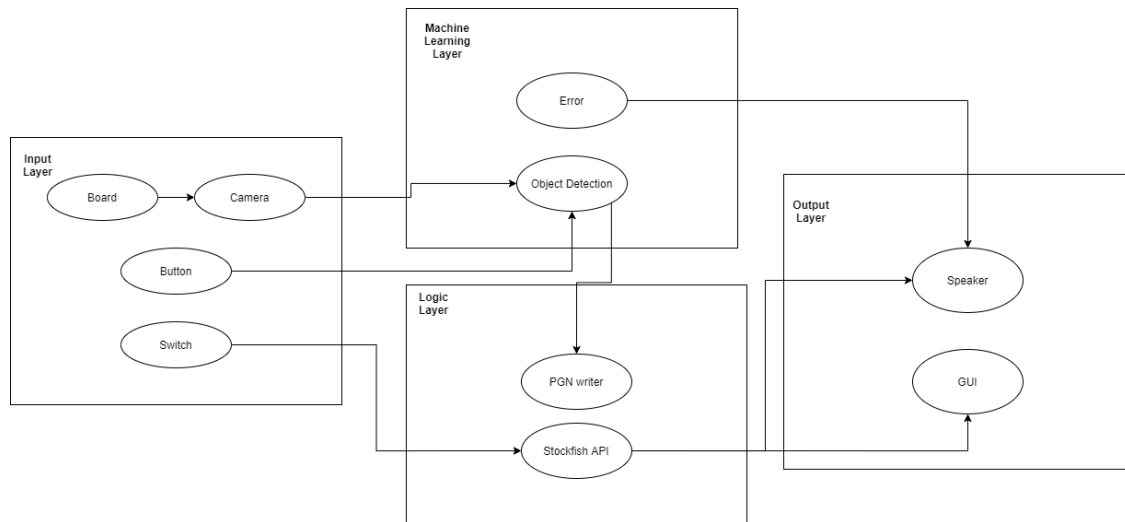 Machine
Learning
Layer
Error
Object Detection
Input
Layer
Board
Camera
Button
Switch
Logic
Layer
PGN writer
Stockfish API
Output
Layer
Speaker
GUI